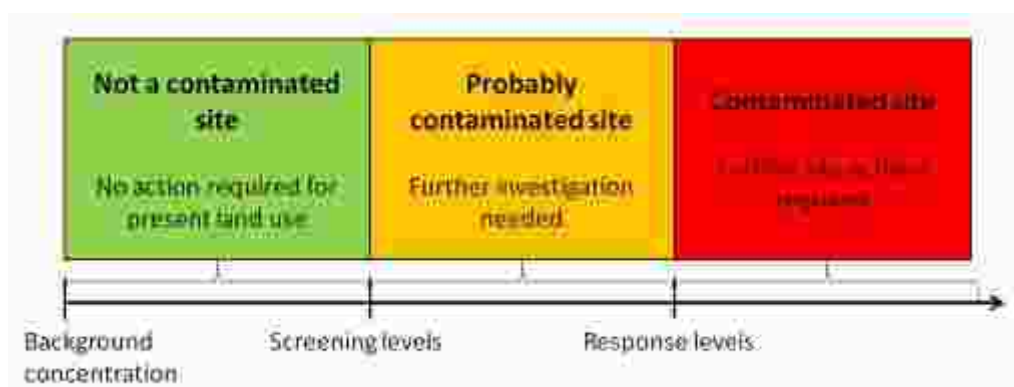 Not a contaminated
site
No action required for
present land use
Probably
contaminated site
Further investigation
needed
Contaminated site
required
Background
concentration
Screening levels
Response levels